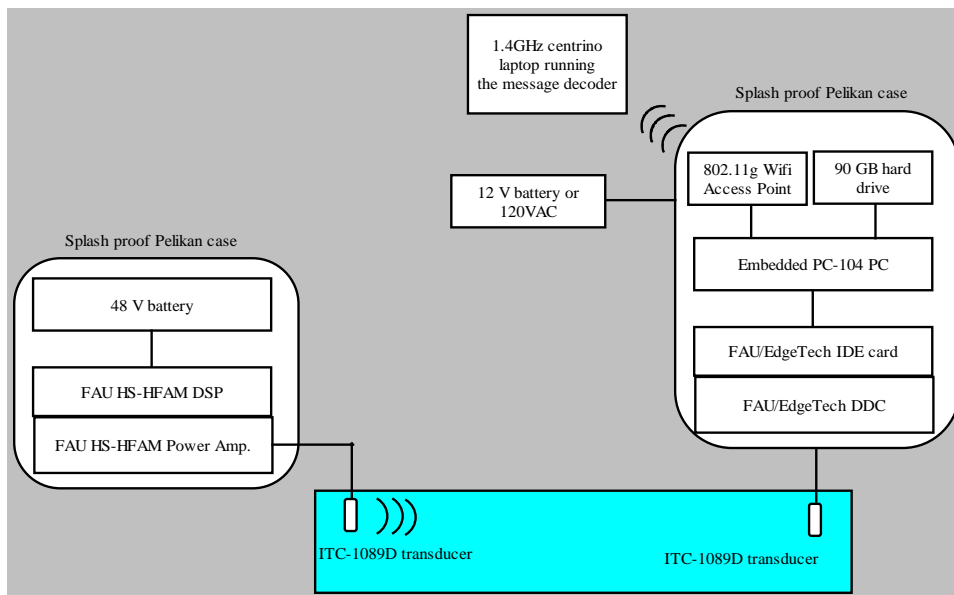 1.4GHz centrino
laptop running
the message decoder
Splash proof Pelikan case
802.11g Wifi
Access Point
90 GB hard
drive
12 V battery or
120VAC
Embedded PC-104 PC
FAU/EdgeTech IDE card
FAU/EdgeTech DDC
Splash proof Pelikan case
48 V battery
FAU HS-HFAM DSP
FAU HS-HFAM Power Amp.
ITC-1089D transducer
ITC-1089D transducer